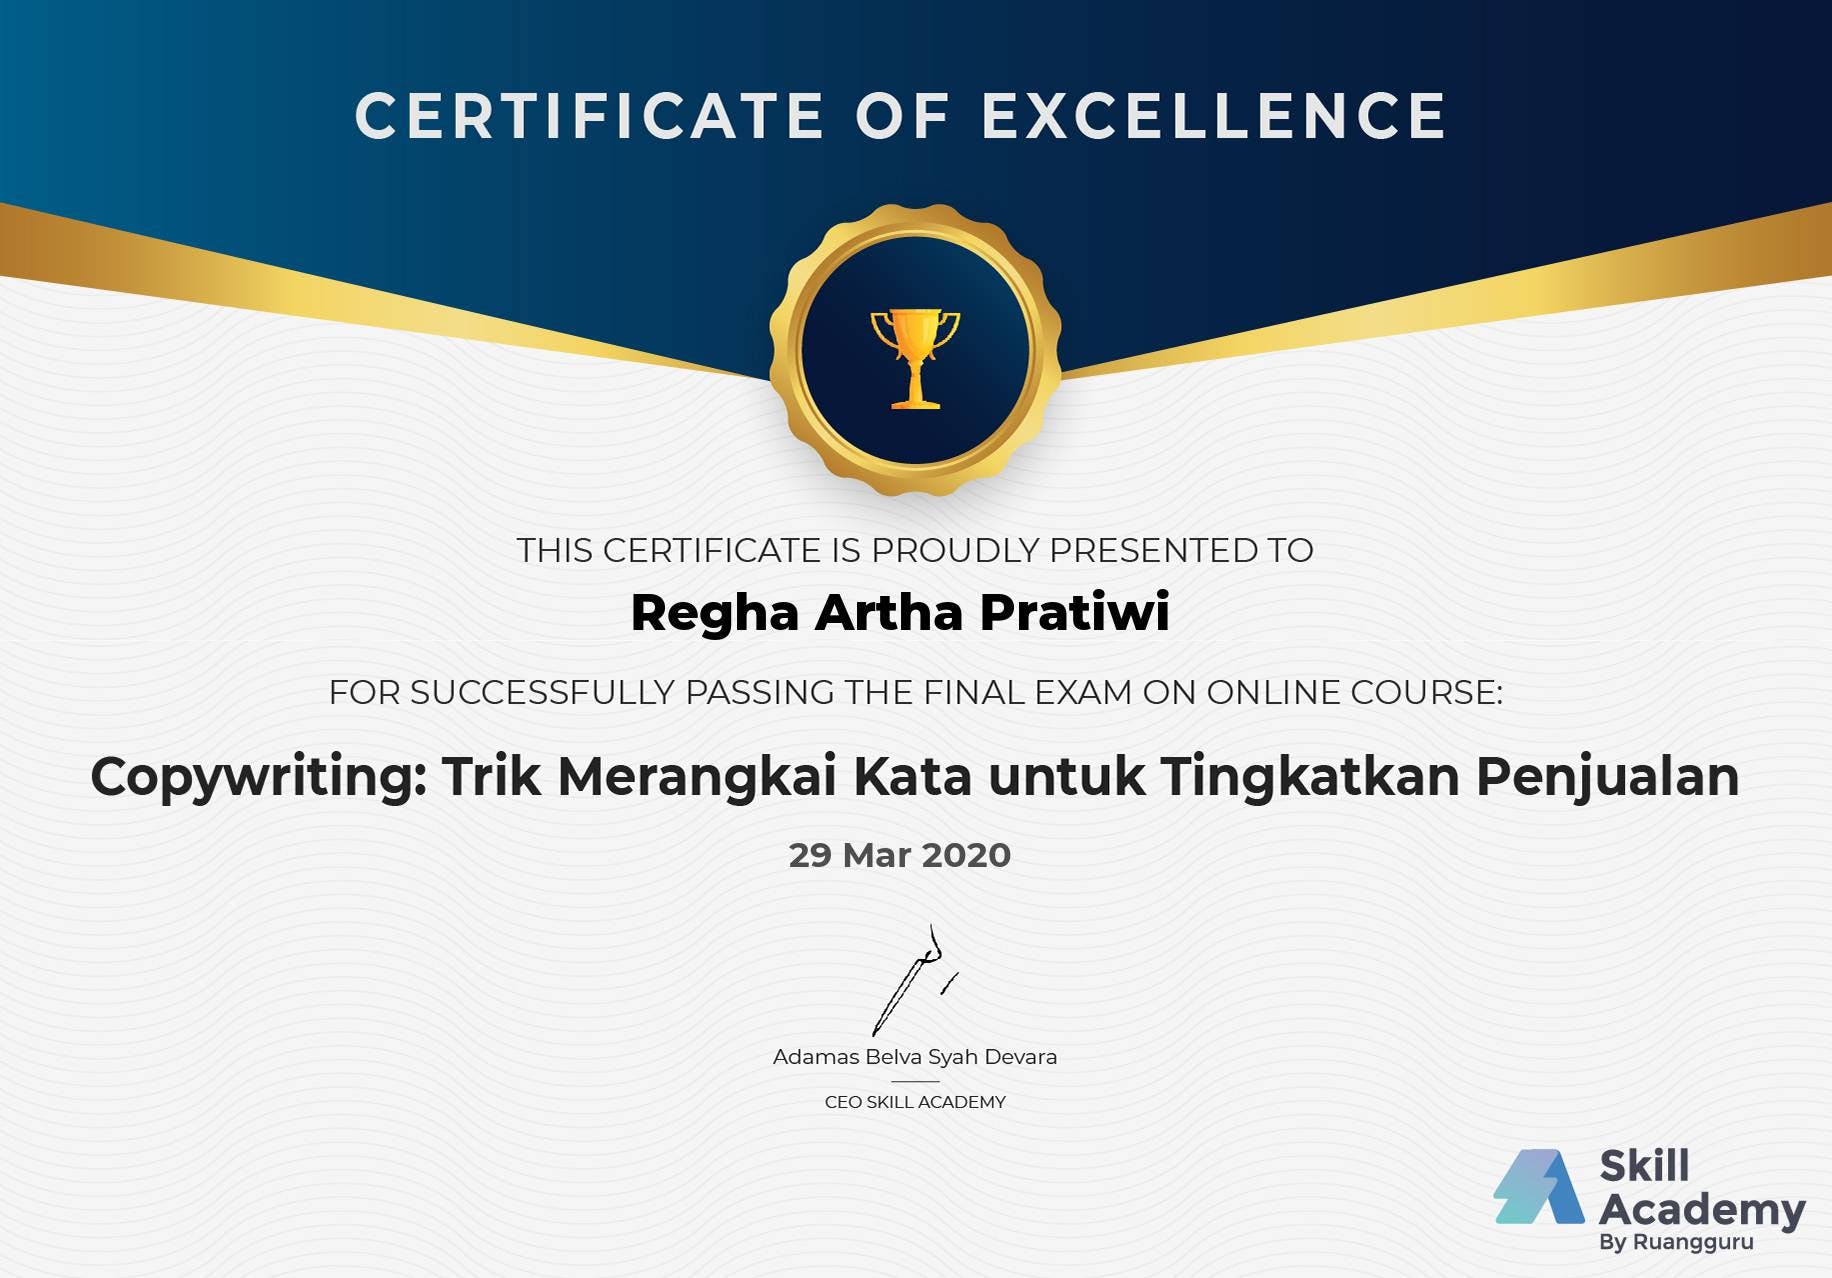 CERTIFICATE OF EXCELLENCE
THIS CERTIFICATE IS PROUDLY PRESENTED TO
Regha Artha Pratiwi
FOR SUCCESSFULLY PASSING THE FINAL EXAM ON ONLINE COURSE:
Copywriting: Trik Merangkai Kata untuk Tingkatkan Penjualan
29 Mar 2020
Adamas Belva Syah Devara
CEO SKILL ACADEMY
Skill
Academy
By Ruangguru